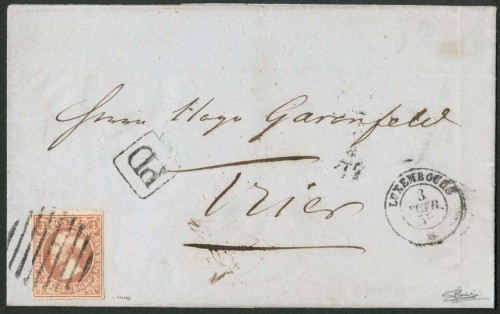 Herrn Hugo Garenfeld
PD
Trier
LUXEMBOURG
3